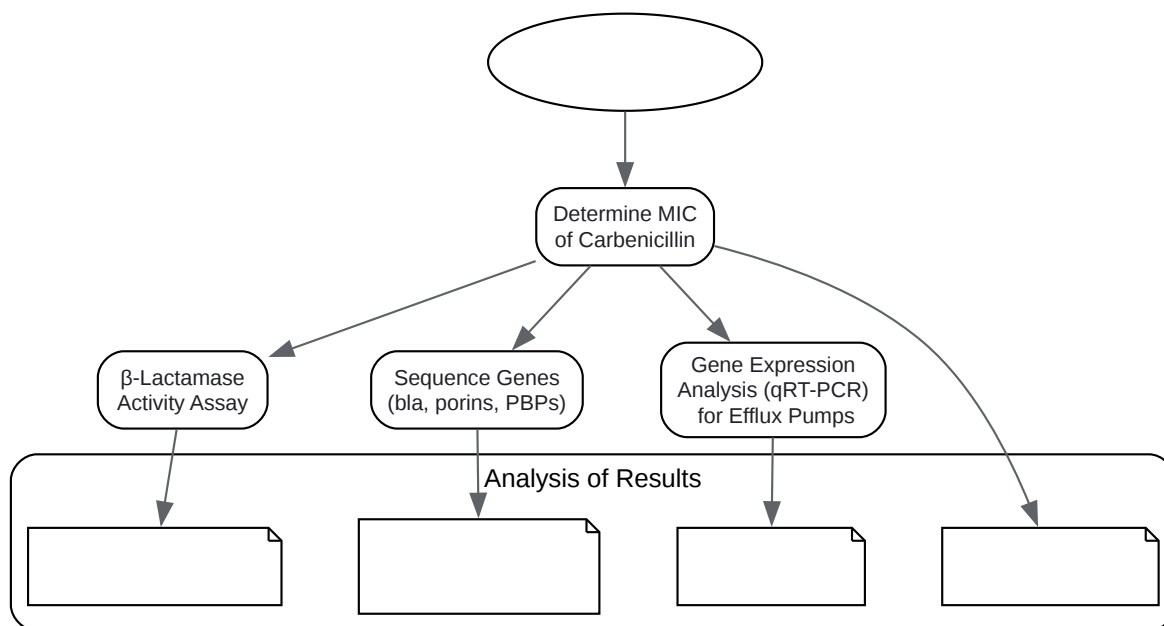 Determine MIC
of Carbenicillin
β-Lactamase
Activity Assay
Sequence Genes
(bla, porins, PBPs)
Gene Expression
Analysis (qRT-PCR)
for Efflux Pumps
Analysis of Results